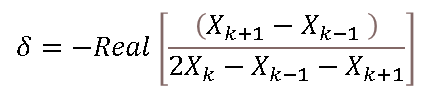 δ = −Real [ (X_{k+1} − X_{k−1}) / (2X_k − X_{k−1} − X_{k+1}) ]